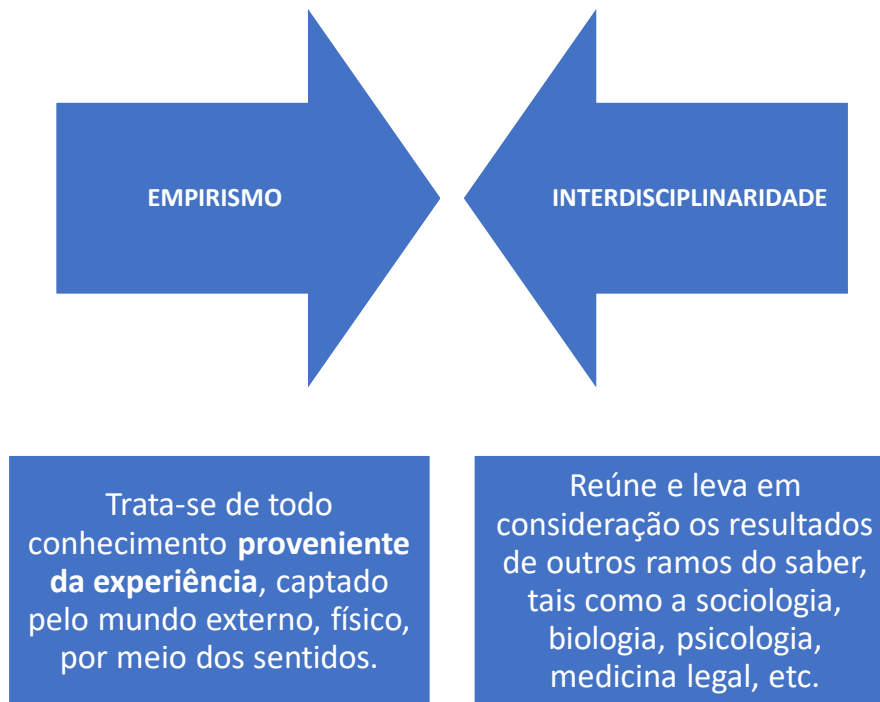 EMPIRISMO
INTERDISCIPLINARIDADE
Trata-se de todo
conhecimento proveniente
da experiência, captado
pelo mundo externo, físico,
por meio dos sentidos.
Reúne e leva em
consideração os resultados
de outros ramos do saber,
tais como a sociologia,
biologia, psicologia,
medicina legal, etc.